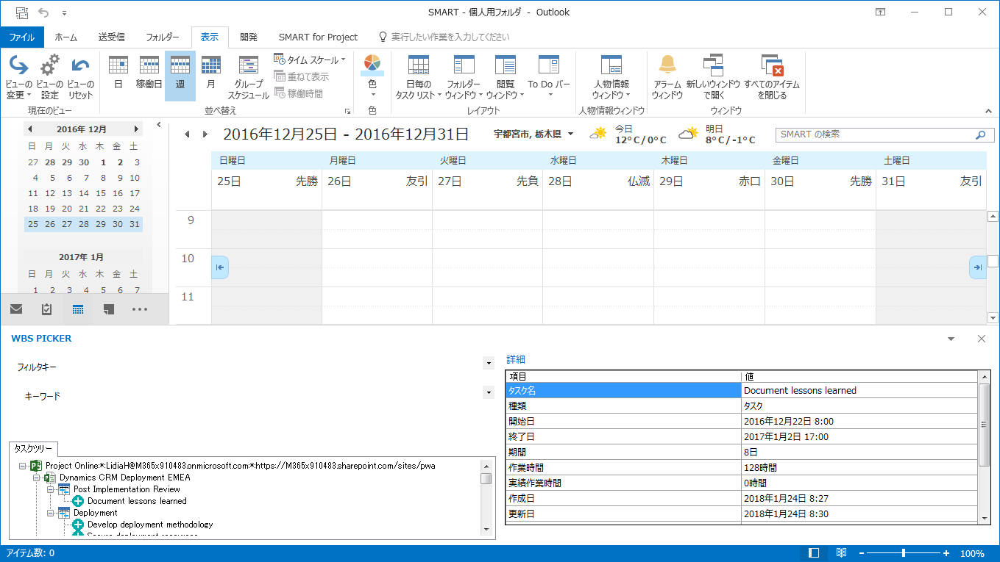 SMART - 個人用フォルダ - Outlook
ファイル ホーム 送受信 フォルダー 表示 開発 SMART for Project 実行したい作業を入力してください
ビューの変更 ビューの設定 ビューのリセット
現在のビュー
日 稼働日 週 月 グループ スケジュール
タイム スケール
重ねて表示
稼働時間
並べ替え
色
色
日毎の タスク リスト フォルダー ウィンドウ 閲覧 ウィンドウ To Do バー
レイアウト
人物情報 ウィンドウ
人物情報ウィンドウ
アラーム ウィンドウ 新しいウィンドウで開く すべてのアイテムを閉じる
ウィンドウ
2016年 12月
日 月 火 水 木 金 土
27 28 29 30 1 2 3
4 5 6 7 8 9 10
11 12 13 14 15 16 17
18 19 20 21 22 23 24
25 26 27 28 29 30 31
2017年 1月
日 月 火 水 木 金 土
1 2 3 4 5 6 7
2016年12月25日 - 2016年12月31日
宇都宮市, 栃木県
今日
12°C/0°C
明日
8°C/-1°C
SMART の検索
日曜日 月曜日 火曜日 水曜日 木曜日 金曜日 土曜日
25日 先勝 26日 友引 27日 先負 28日 仏滅 29日 赤口 30日 先勝 31日 友引
9
10
11
WBS PICKER
フィルタキー
キーワード
タスクツリー
Project Online:*:LidiaH@M365x910483.onmicrosoft.com:*:https://M365x910483.sharepoint.com/sites/pwa
Dynamics CRM Deployment EMEA
Post Implementation Review
Document lessons learned
Deployment
Develop deployment methodology
Secure deployment resources
詳細
項目 値
タスク名 Document lessons learned
種類 タスク
開始日 2016年12月22日 8:00
終了日 2017年1月2日 17:00
期間 8日
作業時間 128時間
実績作業時間 0時間
作成日 2018年1月24日 8:27
更新日 2018年1月24日 8:30
アイテム数: 0
100%